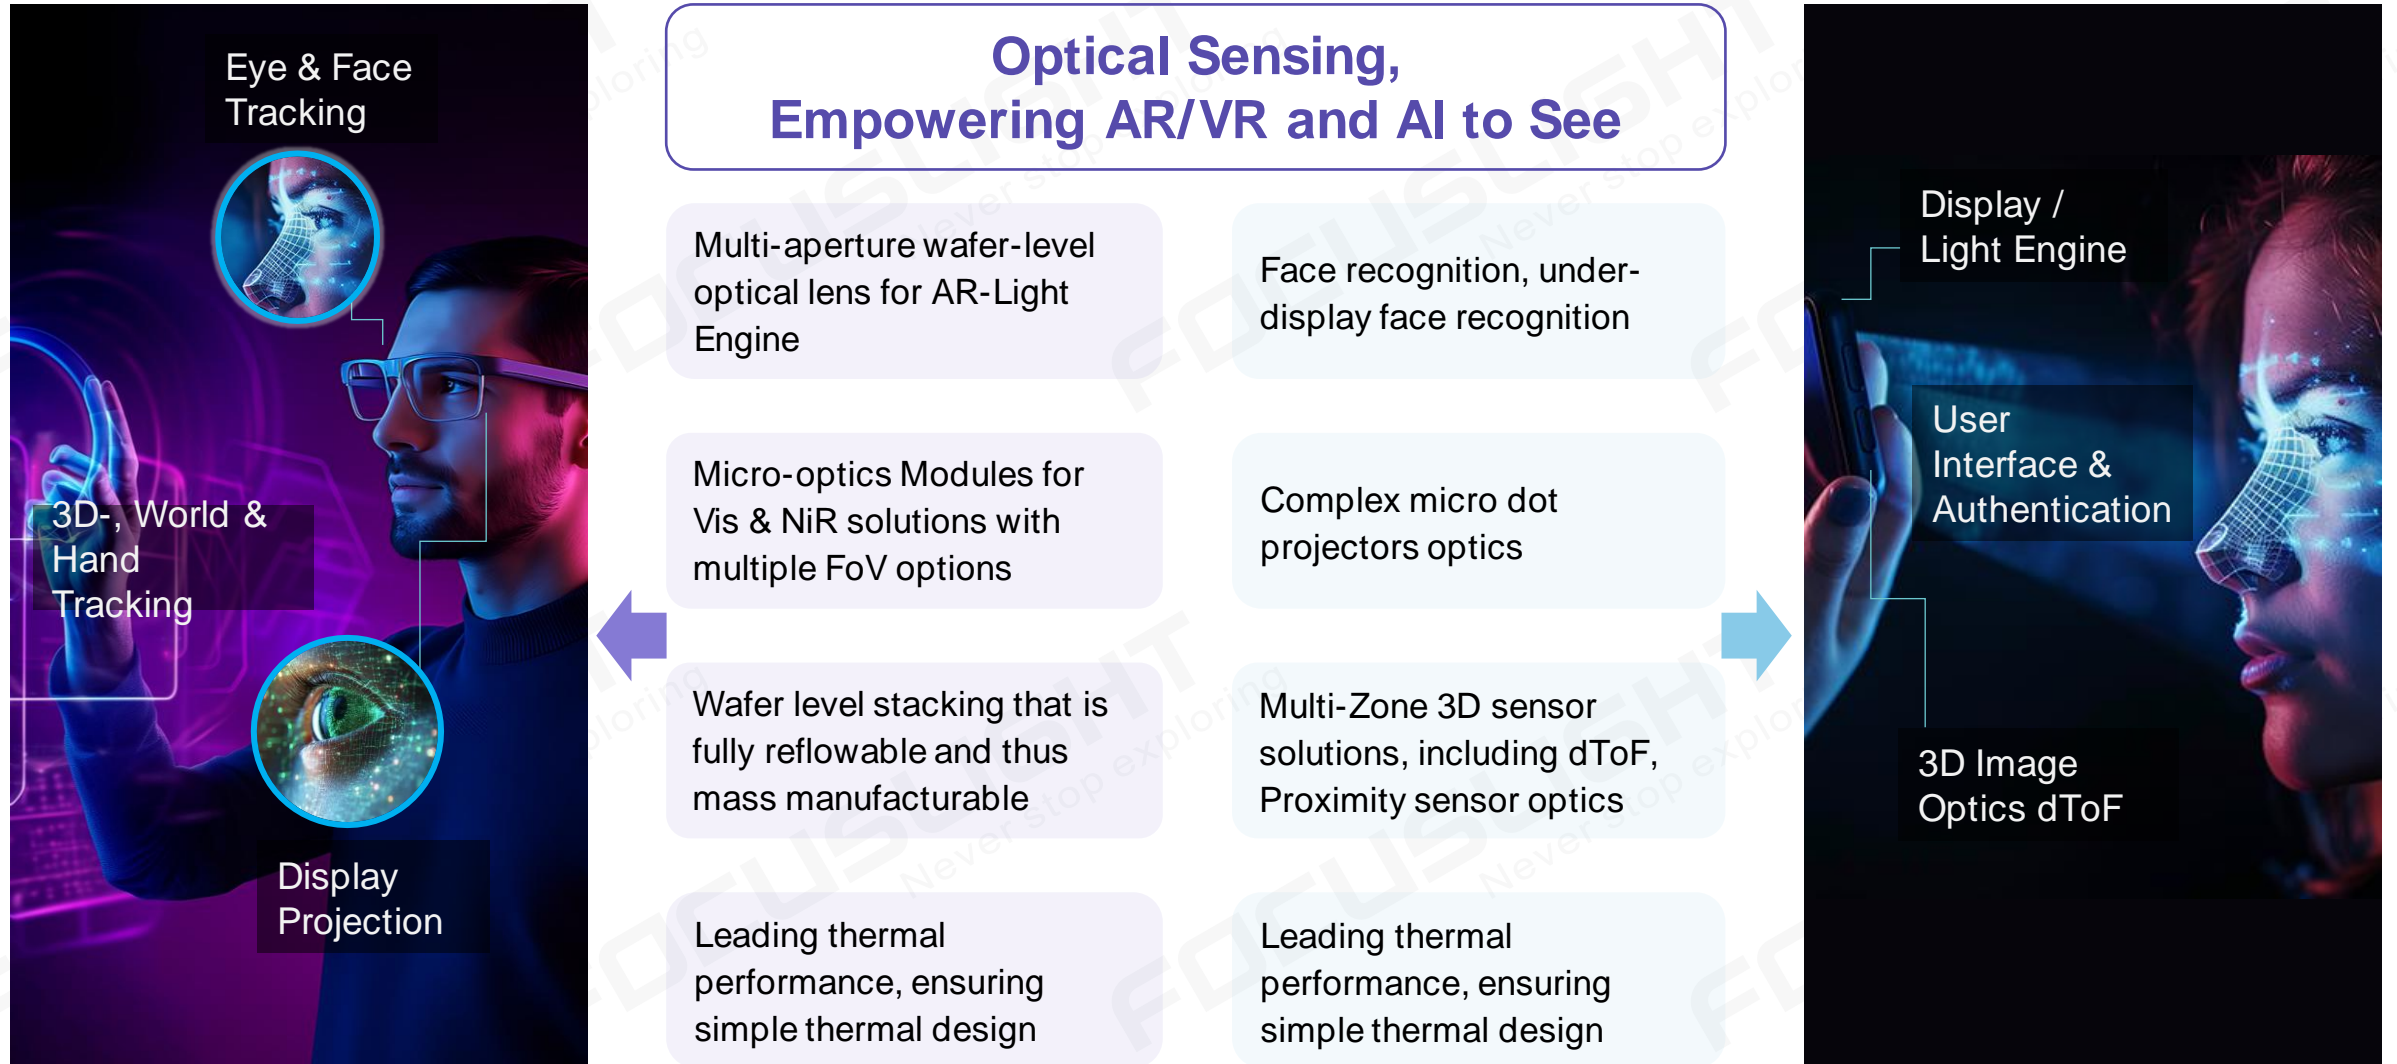 Eye & Face
Tracking
3D-, World &
Hand
Tracking
Display
Projection
Optical Sensing,
Empowering AR/VR and AI to See
Multi-aperture wafer-level
optical lens for AR-Light
Engine
Micro-optics Modules for
Vis & NiR solutions with
multiple FoV options
Wafer level stacking that is
fully reflowable and thus
mass manufacturable
Leading thermal
performance, ensuring
simple thermal design
Face recognition, under-
display face recognition
Complex micro dot
projectors optics
Multi-Zone 3D sensor
solutions, including dToF,
Proximity sensor optics
Leading thermal
performance, ensuring
simple thermal design
Display /
Light Engine
User
Interface &
Authentication
3D Image
Optics dToF
FOCUSLIGHT
Never stop exploring